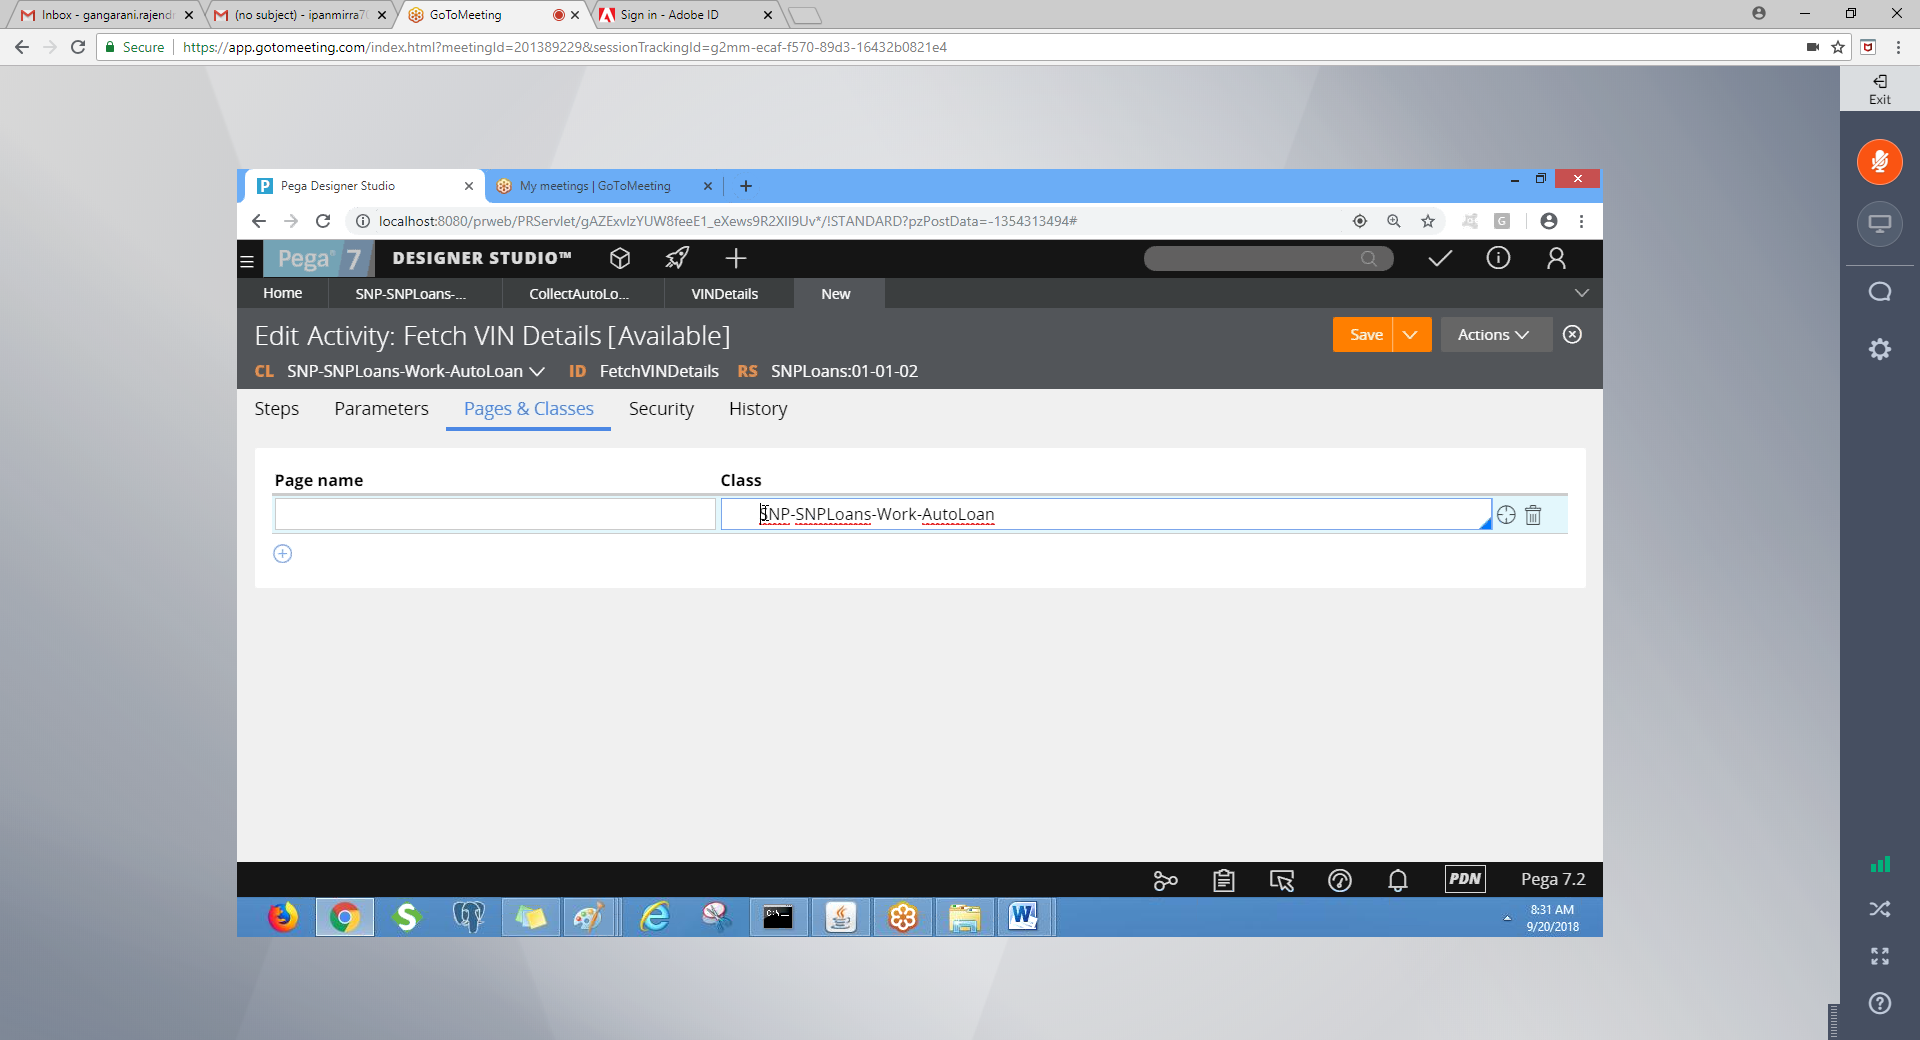 Inbox - gangarani.rajendr
(no subject) - ipanmirra70
GoToMeeting
Sign in - Adobe ID
Secure
https://app.gotomeeting.com/index.html?meetingId=201389229&sessionTrackingId=g2mm-ecaf-f570-89d3-16432b0821e4
Exit
Pega Designer Studio
My meetings | GoToMeeting
localhost:8080/prweb/PRServlet/gAZExvlzYUW8feeE1_eXews9R2XII9Uv*/!STANDARD?pzPostData=-1354313494#
Pega 7
DESIGNER STUDIO™
Home
SNP-SNPLoans-...
CollectAutoLo...
VINDetails
New
Edit Activity: Fetch VIN Details [Available]
Save
Actions
CL SNP-SNPLoans-Work-AutoLoan ID FetchVINDetails RS SNPLoans:01-01-02
Steps
Parameters
Pages & Classes
Security
History
Page name
Class
SNP-SNPLoans-Work-AutoLoan
PDN
Pega 7.2
8:31 AM
9/20/2018